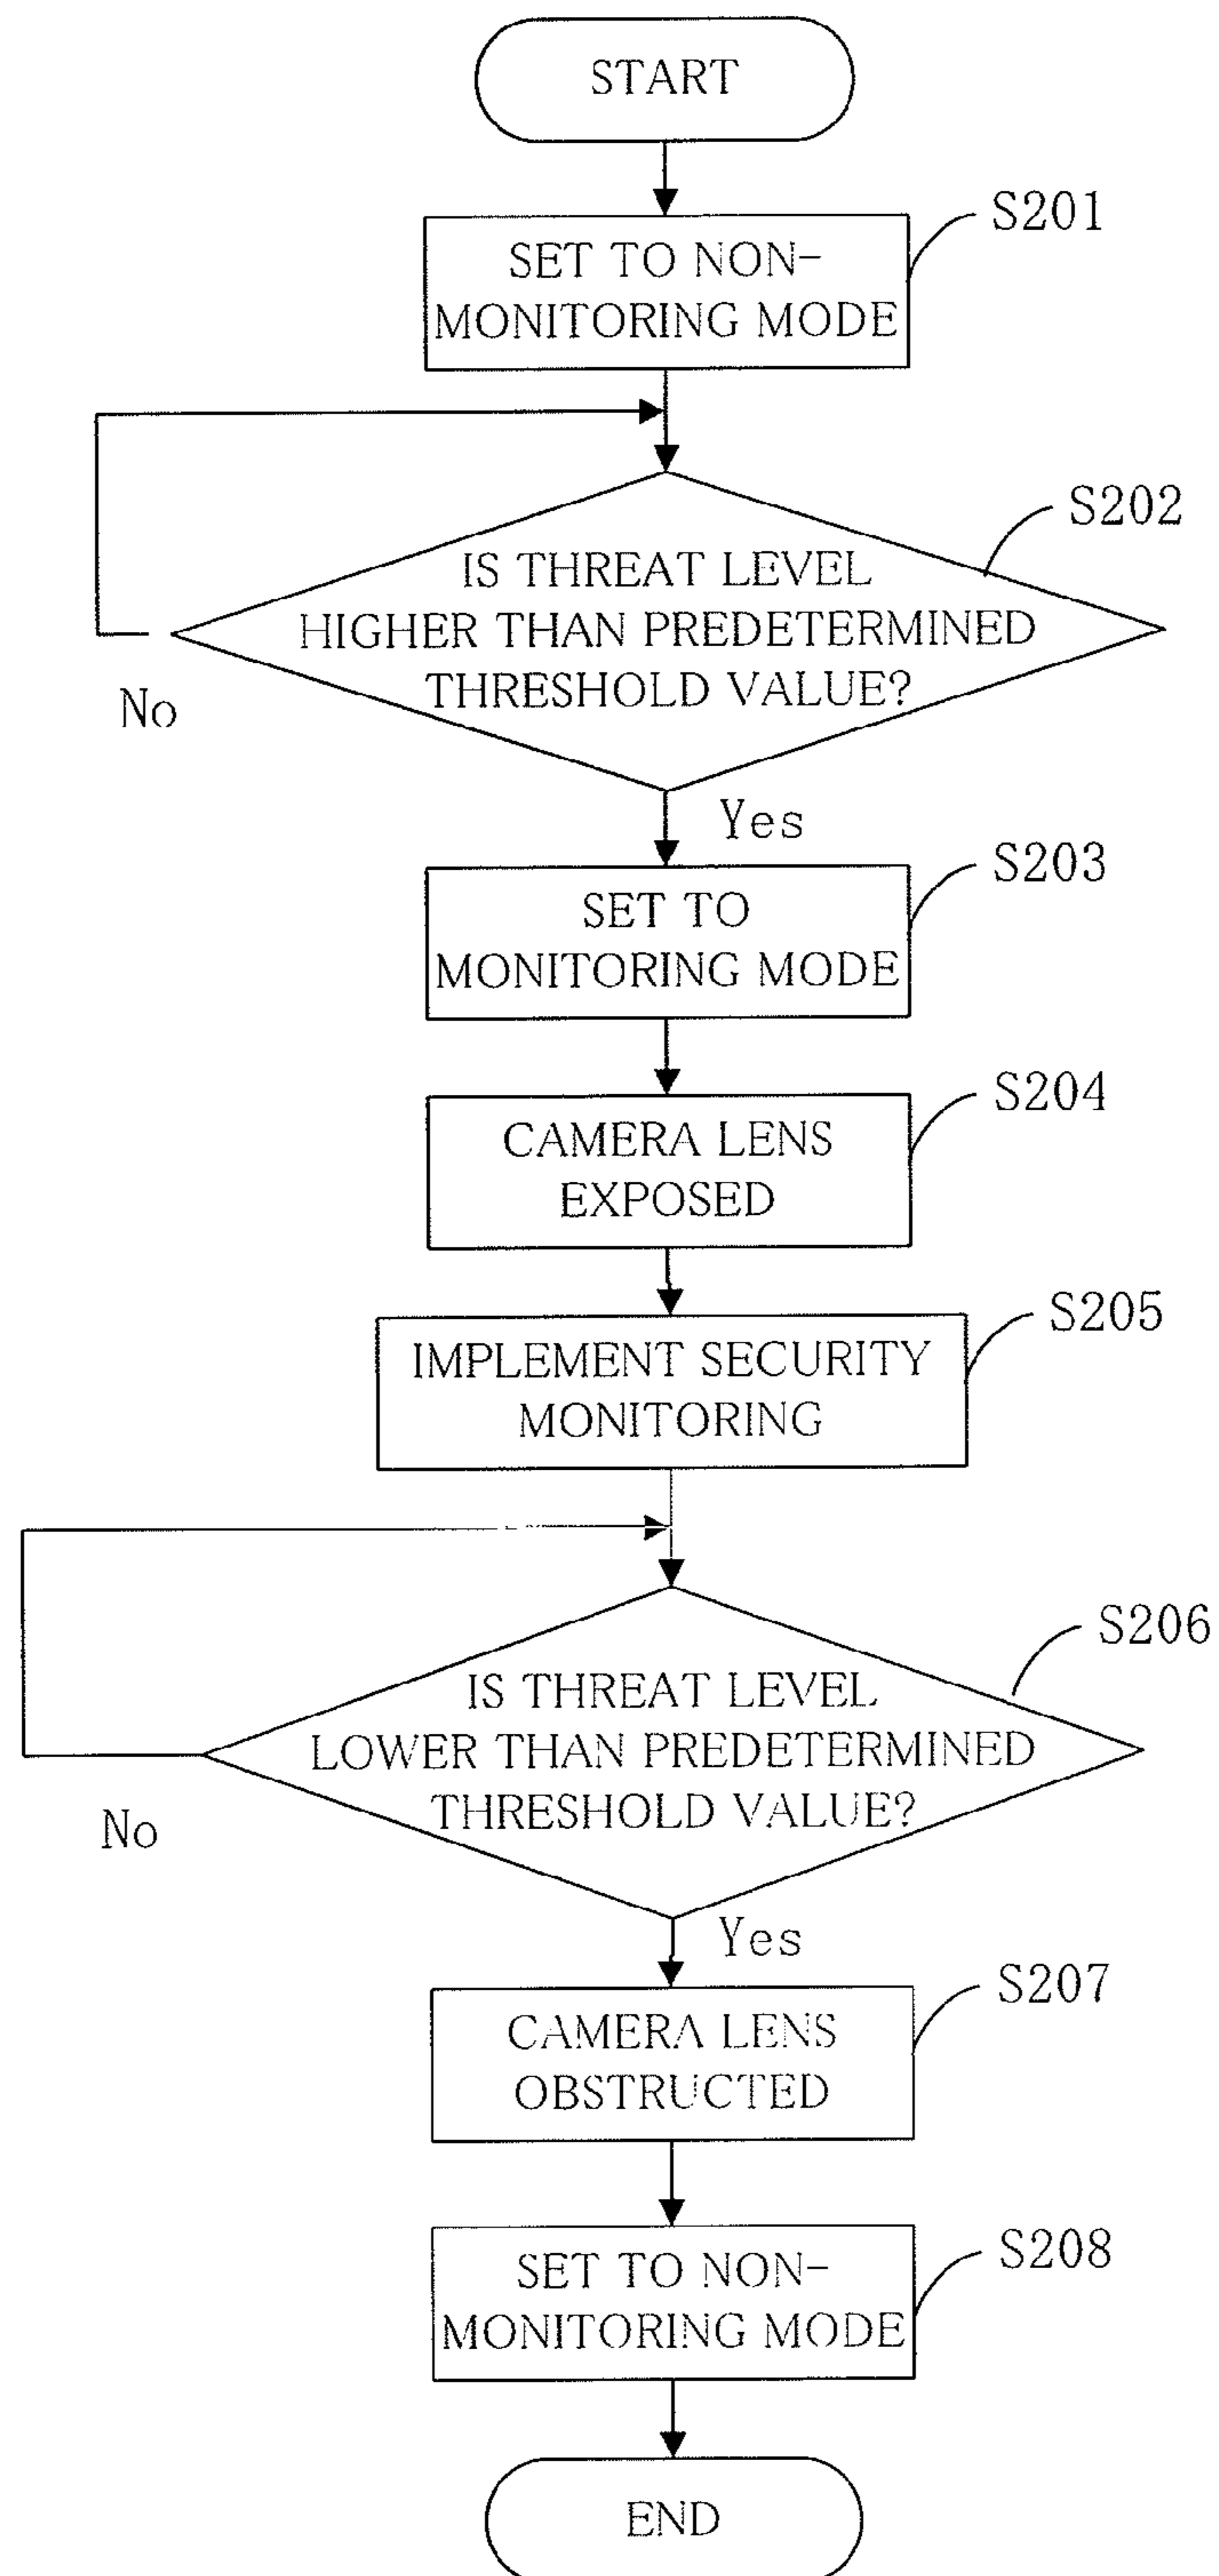 START
S201
SET TO NON-
MONITORING MODE
S202
IS THREAT LEVEL
HIGHER THAN PREDETERMINED
THRESHOLD VALUE?
No
Yes
S203
SET TO
MONITORING MODE
S204
CAMERA LENS
EXPOSED
S205
IMPLEMENT SECURITY
MONITORING
S206
IS THREAT LEVEL
LOWER THAN PREDETERMINED
THRESHOLD VALUE?
No
Yes
S207
CAMERA LENS
OBSTRUCTED
S208
SET TO NON-
MONITORING MODE
END